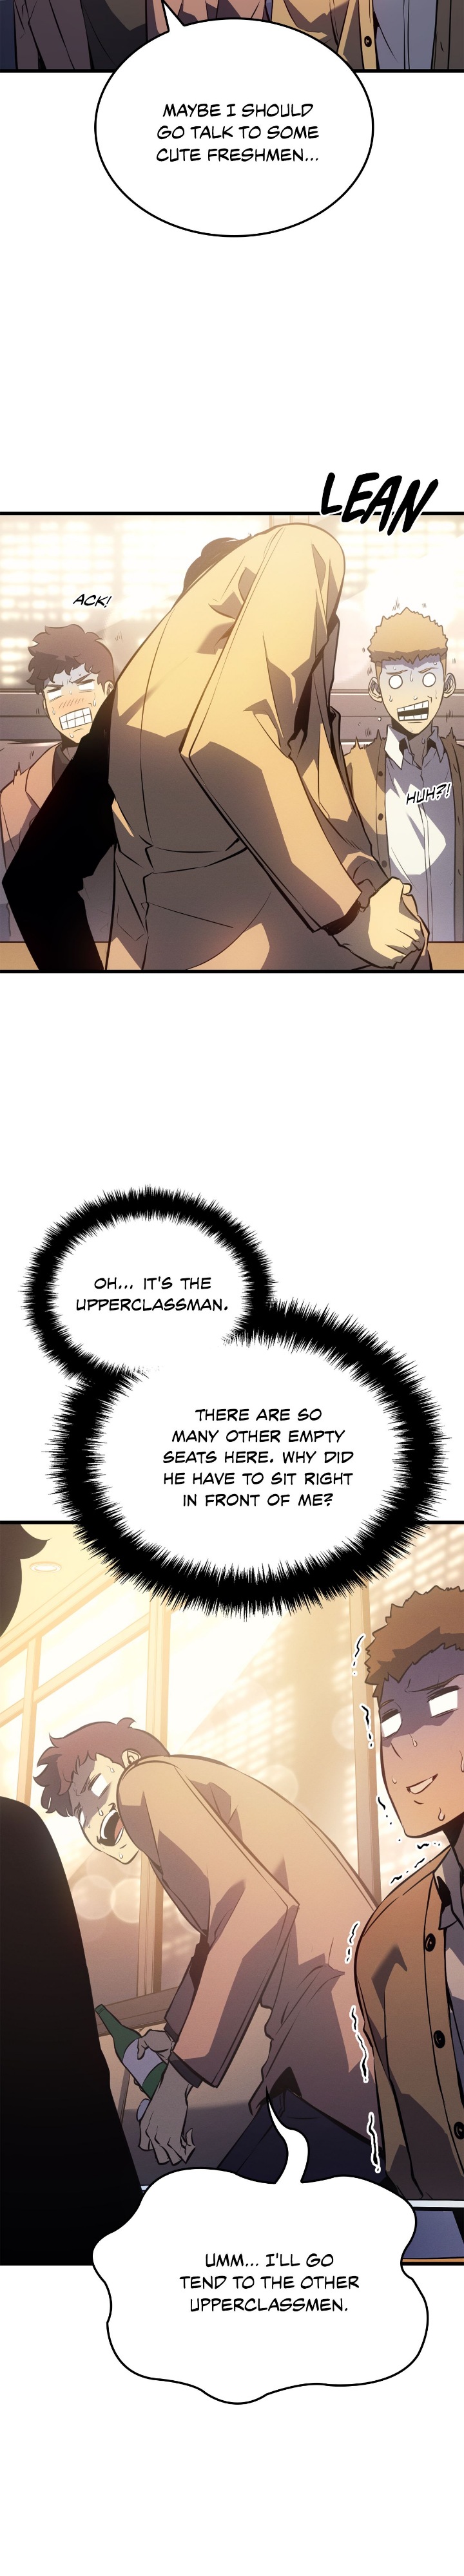 MAYBE I SHOULD
GO TALK TO SOME
CUTE FRESHMEN...
LEAN
ACK!
HUH?!
OH... IT'S THE
UPPERCLASSMAN.
THERE ARE SO
MANY OTHER EMPTY
SEATS HERE. WHY DID
HE HAVE TO SIT RIGHT
IN FRONT OF ME?
UMM... I'LL GO
TEND TO THE OTHER
UPPERCLASSMEN.